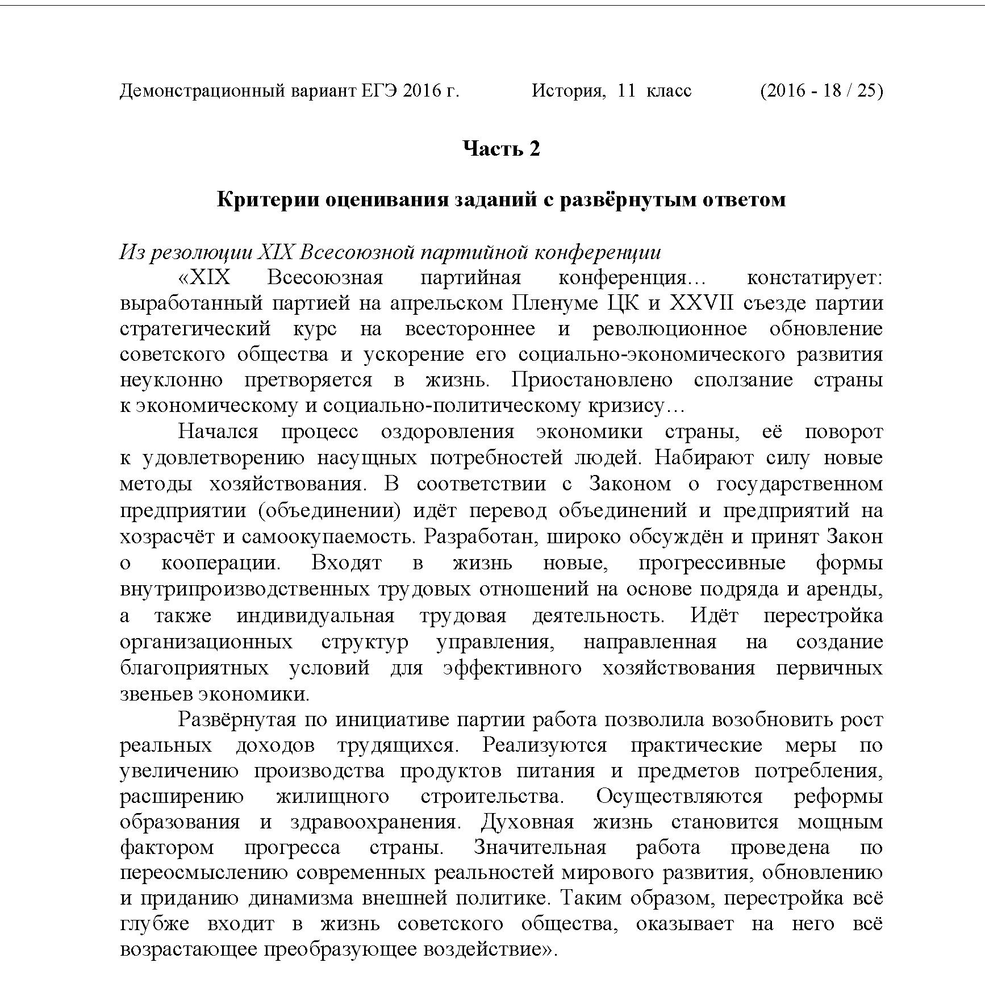 Демонстрационный вариант ЕГЭ 2016 г. История, 11 класс (2016 - 18 / 25)
Часть 2
Критерии оценивания заданий с развёрнутым ответом
Из резолюции XIX Всесоюзной партийной конференции
«XIX Всесоюзная партийная конференция… констатирует:
выработанный партией на апрельском Пленуме ЦК и XXVII съезде партии
стратегический курс на всестороннее и революционное обновление
советского общества и ускорение его социально-экономического развития
неуклонно претворяется в жизнь. Приостановлено сползание страны
к экономическому и социально-политическому кризису…
Начался процесс оздоровления экономики страны, её поворот
к удовлетворению насущных потребностей людей. Набирают силу новые
методы хозяйствования. В соответствии с Законом о государственном
предприятии (объединении) идёт перевод объединений и предприятий на
хозрасчёт и самоокупаемость. Разработан, широко обсуждён и принят Закон
о кооперации. Входят в жизнь новые, прогрессивные формы
внутрипроизводственных трудовых отношений на основе подряда и аренды,
а также индивидуальная трудовая деятельность. Идёт перестройка
организационных структур управления, направленная на создание
благоприятных условий для эффективного хозяйствования первичных
звеньев экономики.
Развёрнутая по инициативе партии работа позволила возобновить рост
реальных доходов трудящихся. Реализуются практические меры по
увеличению производства продуктов питания и предметов потребления,
расширению жилищного строительства. Осуществляются реформы
образования и здравоохранения. Духовная жизнь становится мощным
фактором прогресса страны. Значительная работа проведена по
переосмыслению современных реальностей мирового развития, обновлению
и приданию динамизма внешней политике. Таким образом, перестройка всё
глубже входит в жизнь советского общества, оказывает на него всё
возрастающее преобразующее воздействие».